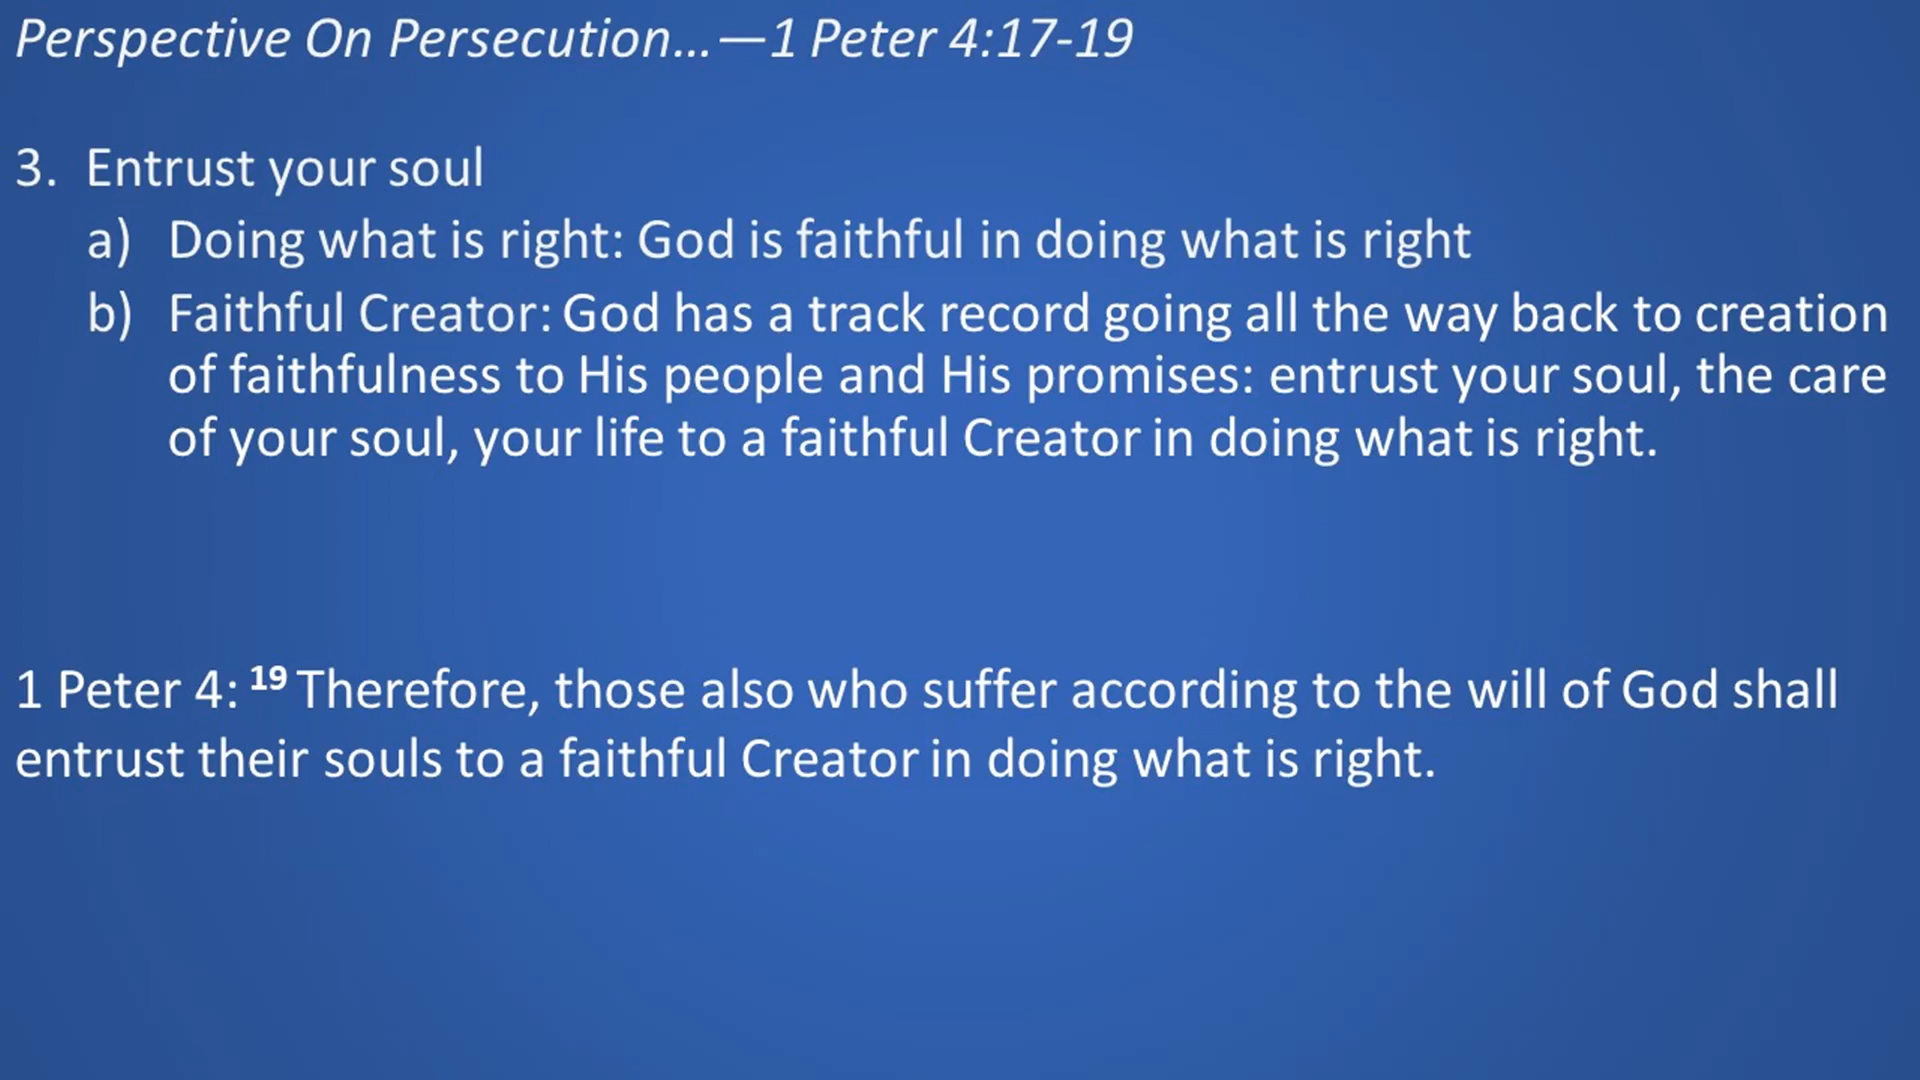 Perspective On Persecution…—1 Peter 4:17-19
3. Entrust your soul
a) Doing what is right: God is faithful in doing what is right
b) Faithful Creator: God has a track record going all the way back to creation
of faithfulness to His people and His promises: entrust your soul, the care
of your soul, your life to a faithful Creator in doing what is right.
1 Peter 4: 19 Therefore, those also who suffer according to the will of God shall
entrust their souls to a faithful Creator in doing what is right.